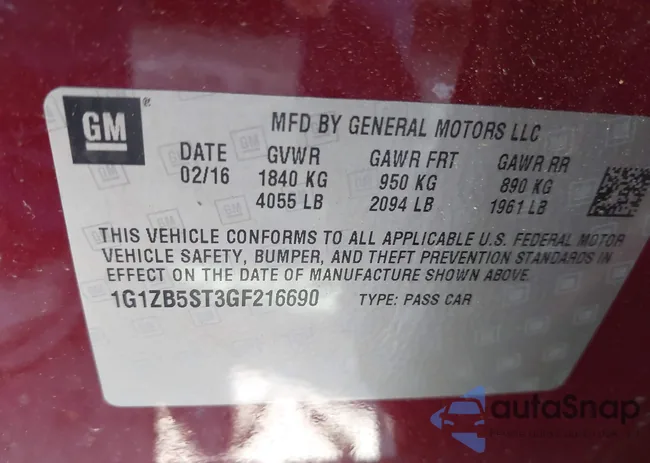 GM
®
MFD BY GENERAL MOTORS LLC
DATE GVWR GAWR FRT GAWR RR
02/16 1840 KG 950 KG 890 KG
4055 LB 2094 LB 1961 LB
THIS VEHICLE CONFORMS TO ALL APPLICABLE U.S. FEDERAL MOTOR
VEHICLE SAFETY, BUMPER, AND THEFT PREVENTION STANDARDS IN
EFFECT ON THE DATE OF MANUFACTURE SHOWN ABOVE.
1G1ZB5ST3GF216690 TYPE: PASS CAR
autoSnap